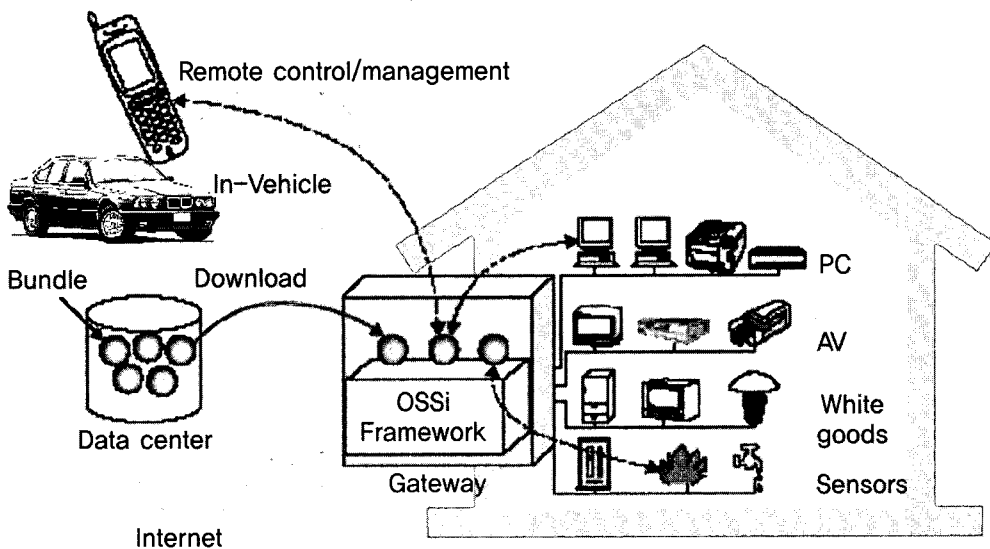 Remote control/management
In-Vehicle
Bundle
Download
Data center
OSSi
Framework
Gateway
Internet
PC
AV
White
goods
Sensors